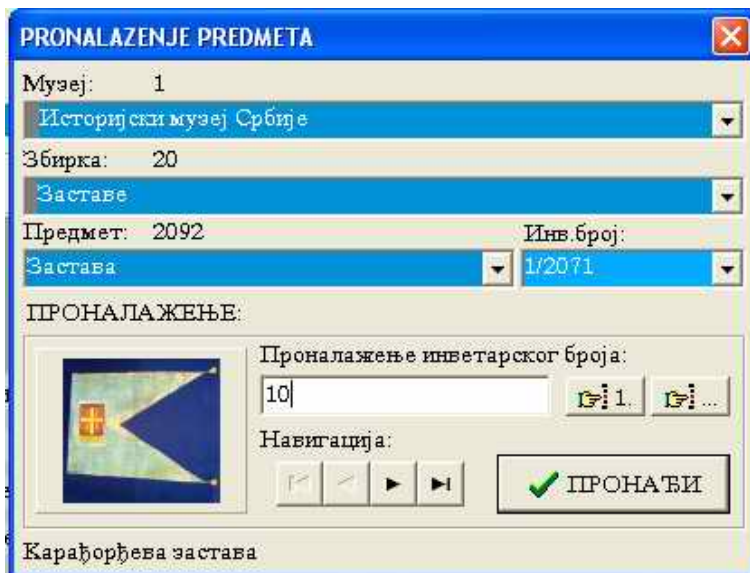 PRONALAZENJE PREDMETA
Музеј: 1
Историјски музеј Србије
Збирка: 20
Заставе
Предмет: 2092 Инв.број:
Застава 1/2071
ПРОНАЛАЖЕЊЕ:
Проналажење инветарског броја:
10 1. ...
Навигација:
ПРОНАЂИ
Карађорђева застава